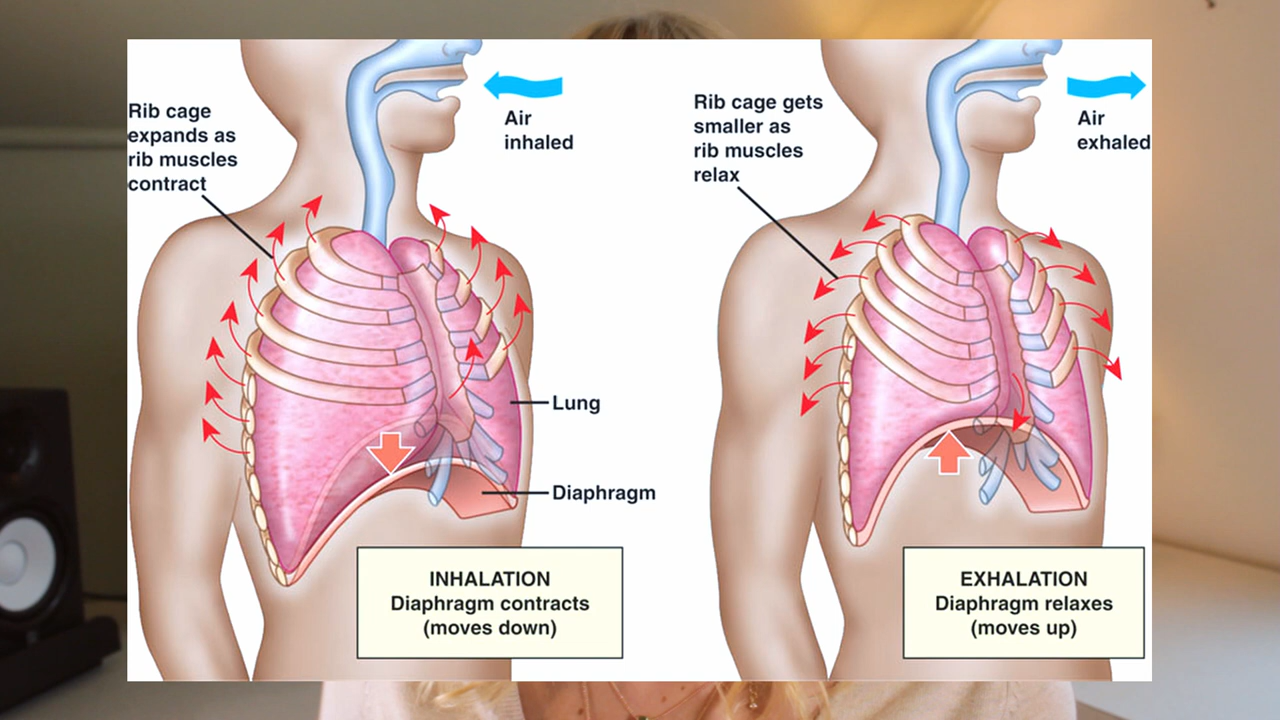 Rib cage
expands as
rib muscles
contract
Air
inhaled
Lung
Diaphragm
INHALATION
Diaphragm contracts
(moves down)
Rib cage gets
smaller as
rib muscles
relax
Air
exhaled
EXHALATION
Diaphragm relaxes
(moves up)